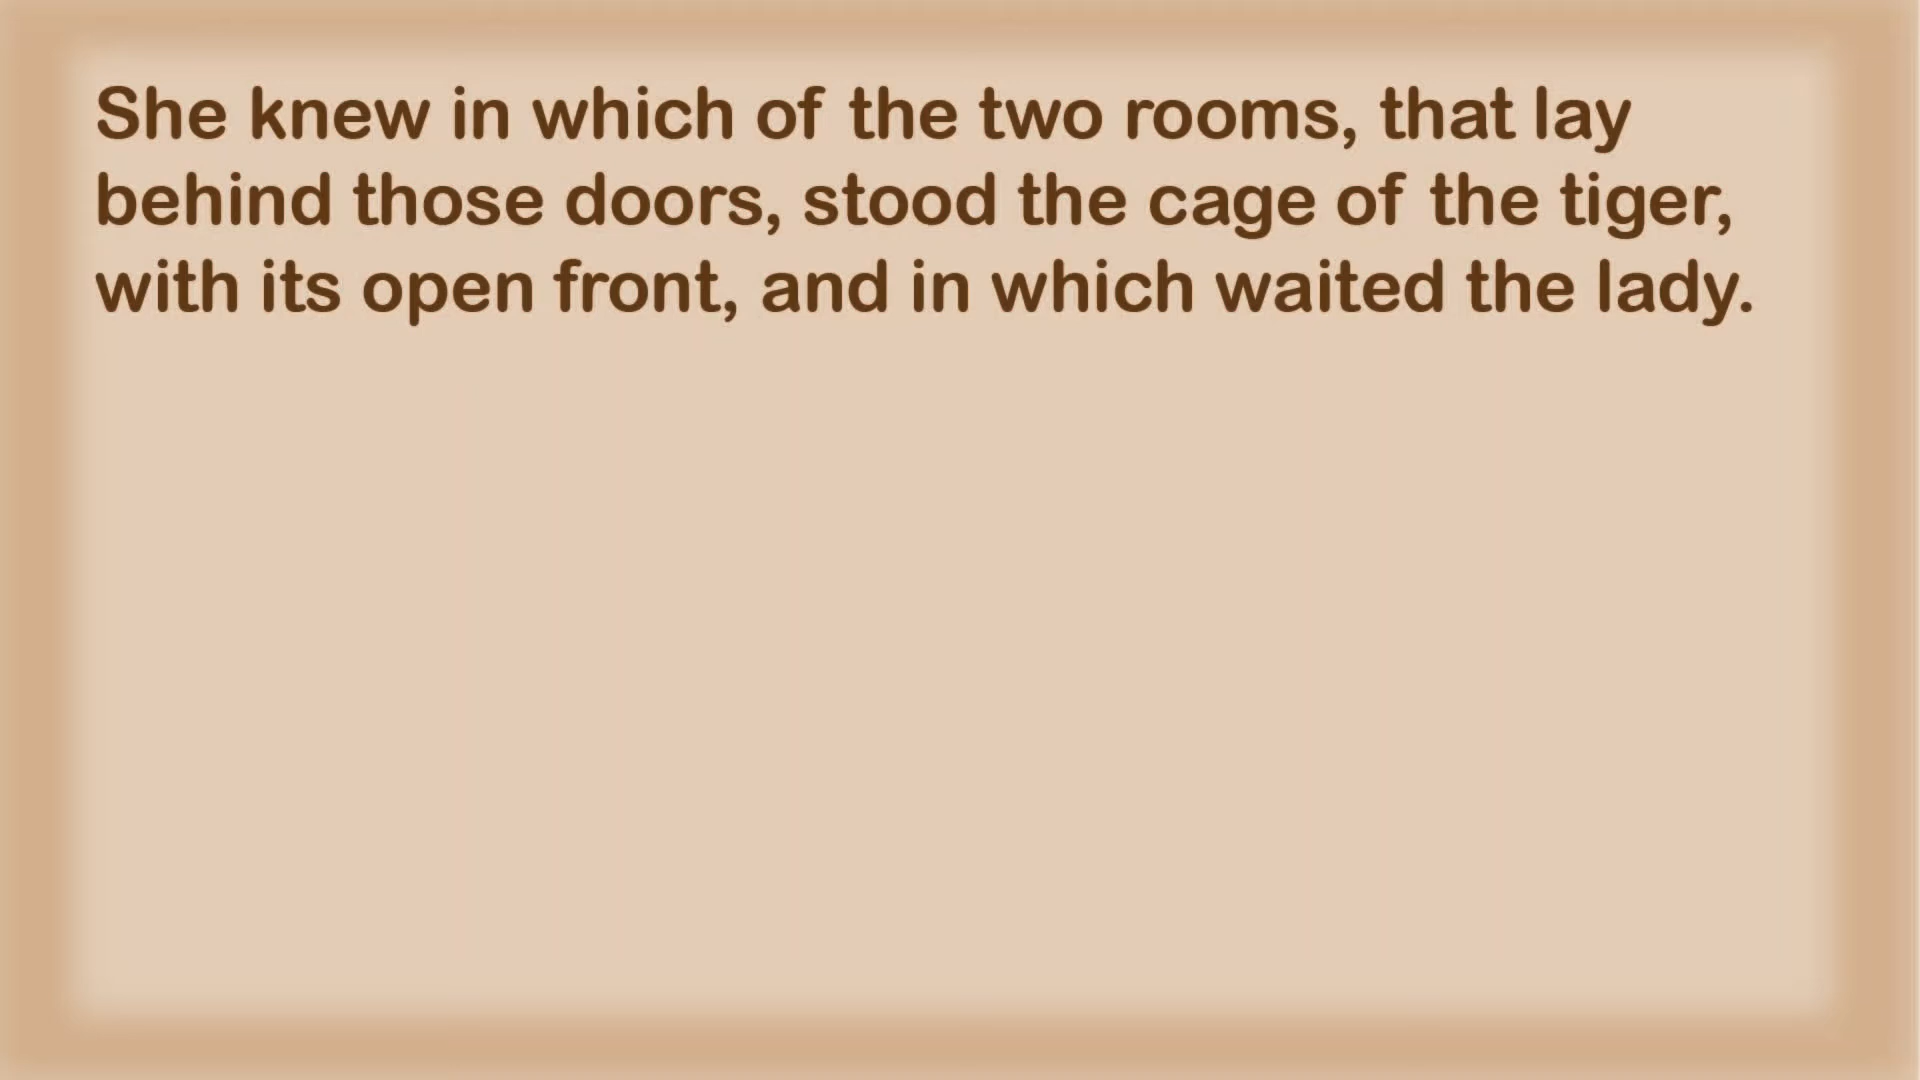 She knew in which of the two rooms, that lay
behind those doors, stood the cage of the tiger,
with its open front, and in which waited the lady.